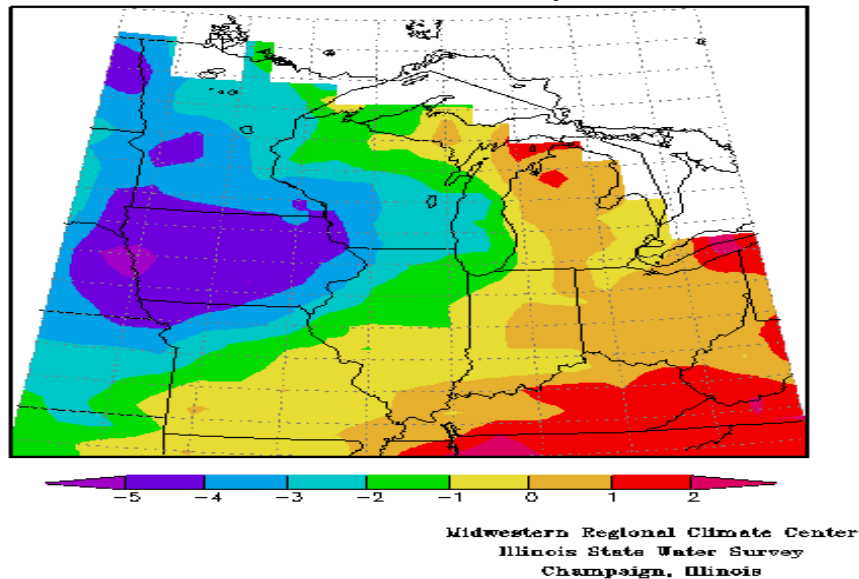 -5 -4 -3 -2 -1 0 1 2
Midwestern Regional Climate Center
Illinois State Water Survey
Champaign, Illinois